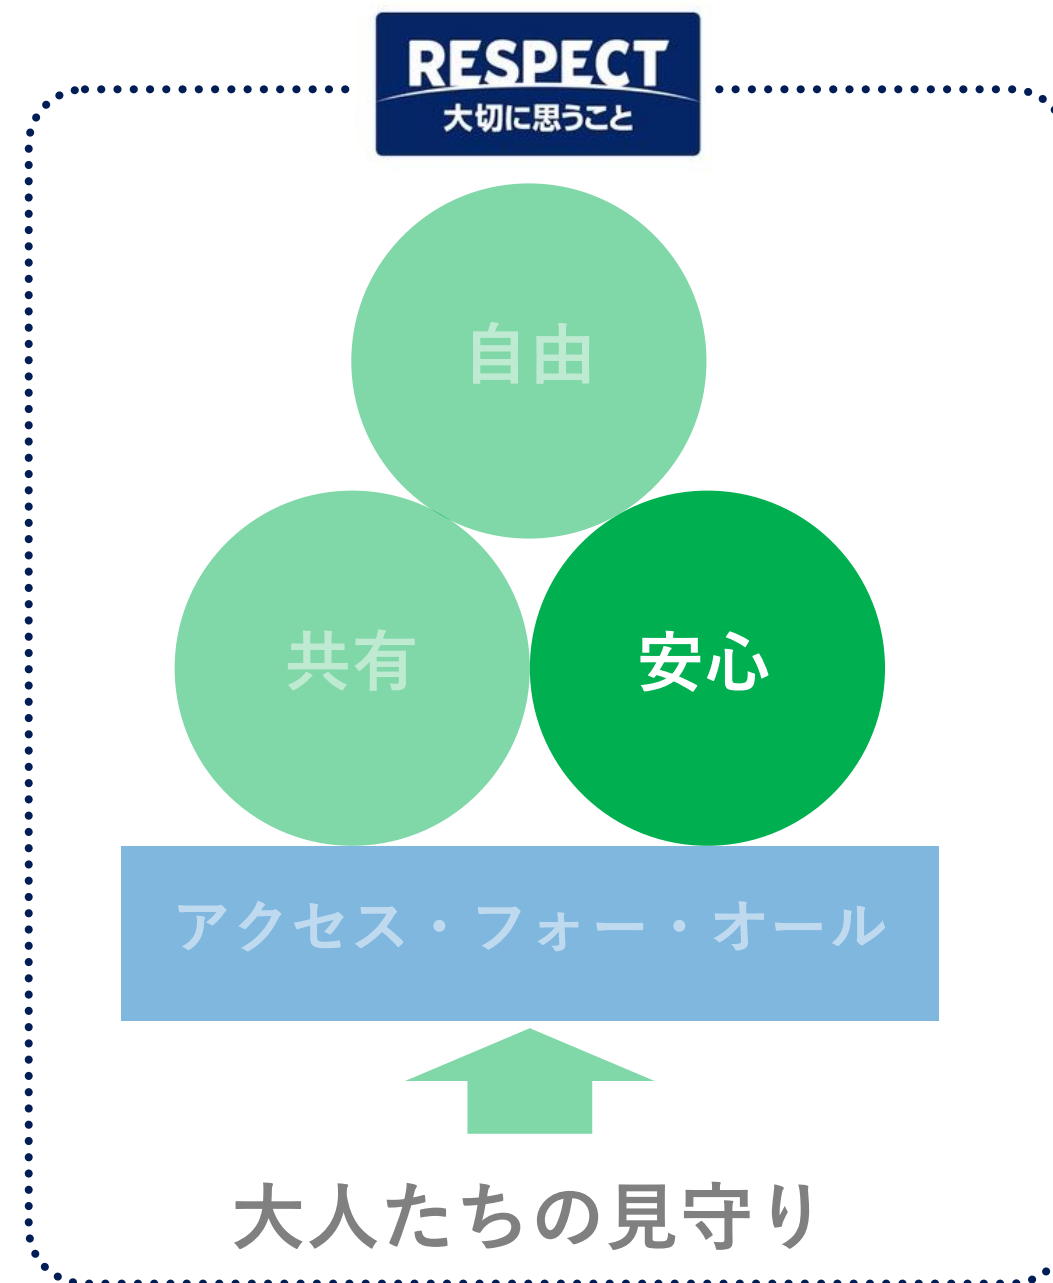 RESPECT
大切に思うこと
自由
共有
安心
アクセス・フォー・オール
大人たちの見守り